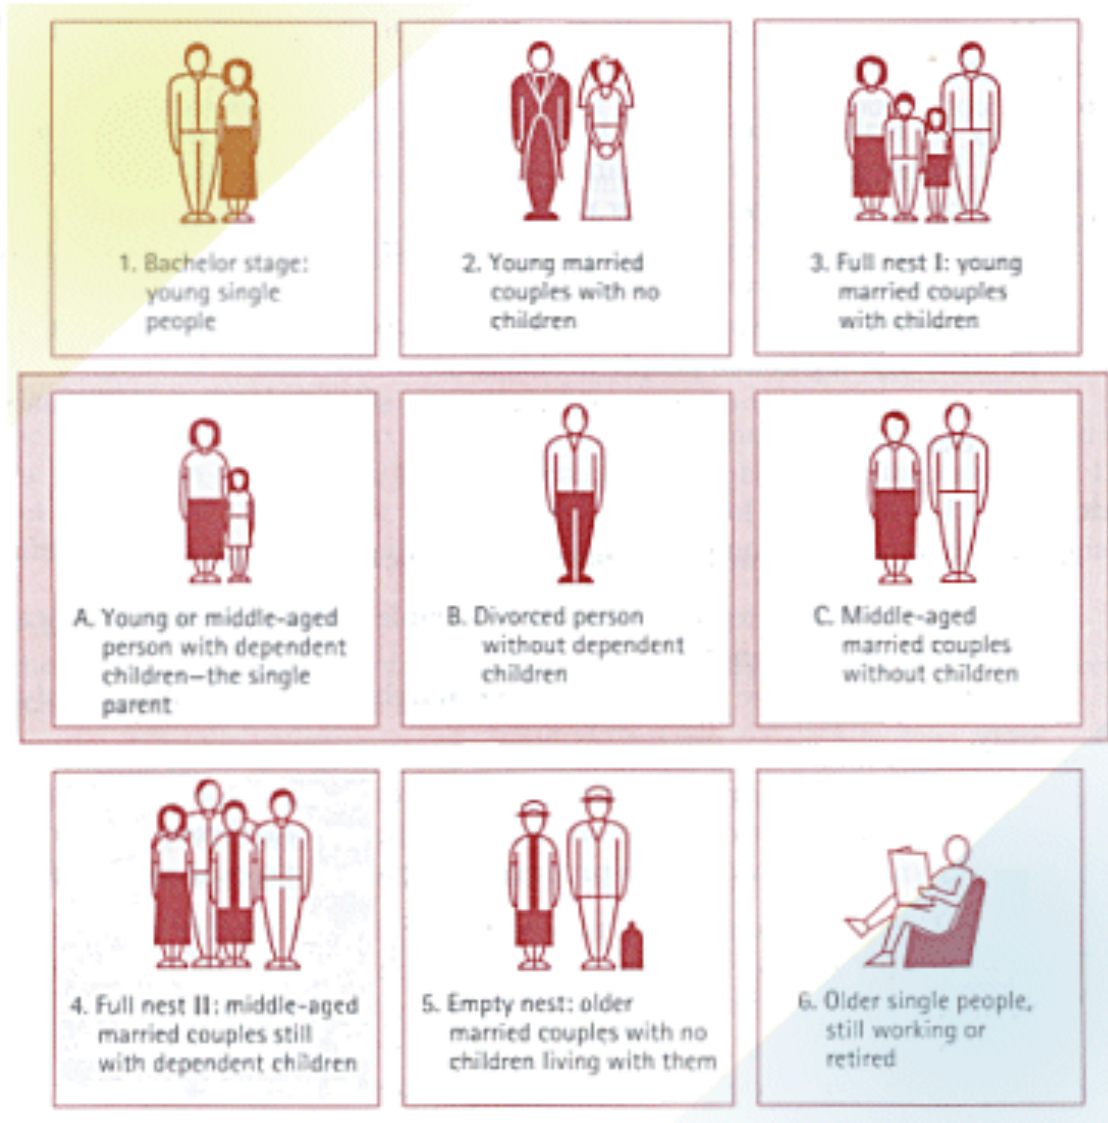 1. Bachelor stage:
young single
people
2. Young married
couples with no
children
3. Full nest I: young
married couples
with children
A. Young or middle-aged
person with dependent
children—the single
parent
B. Divorced person
without dependent
children
C. Middle-aged
married couples
without children
4. Full nest II: middle-aged
married couples still
with dependent children
5. Empty nest: older
married couples with no
children living with them
6. Older single people,
still working or
retired